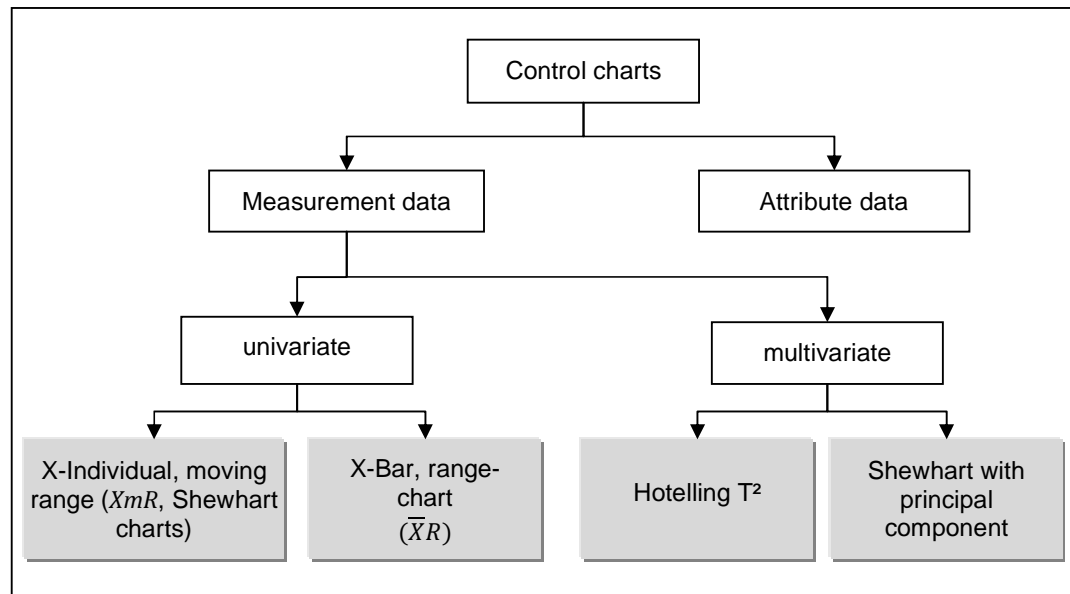 Control charts
Measurement data
Attribute data
univariate
multivariate
X-Individual, moving
range (XmR, Shewhart
charts)
X-Bar, range-
chart
(X̅R)
Hotelling T²
Shewhart with
principal
component